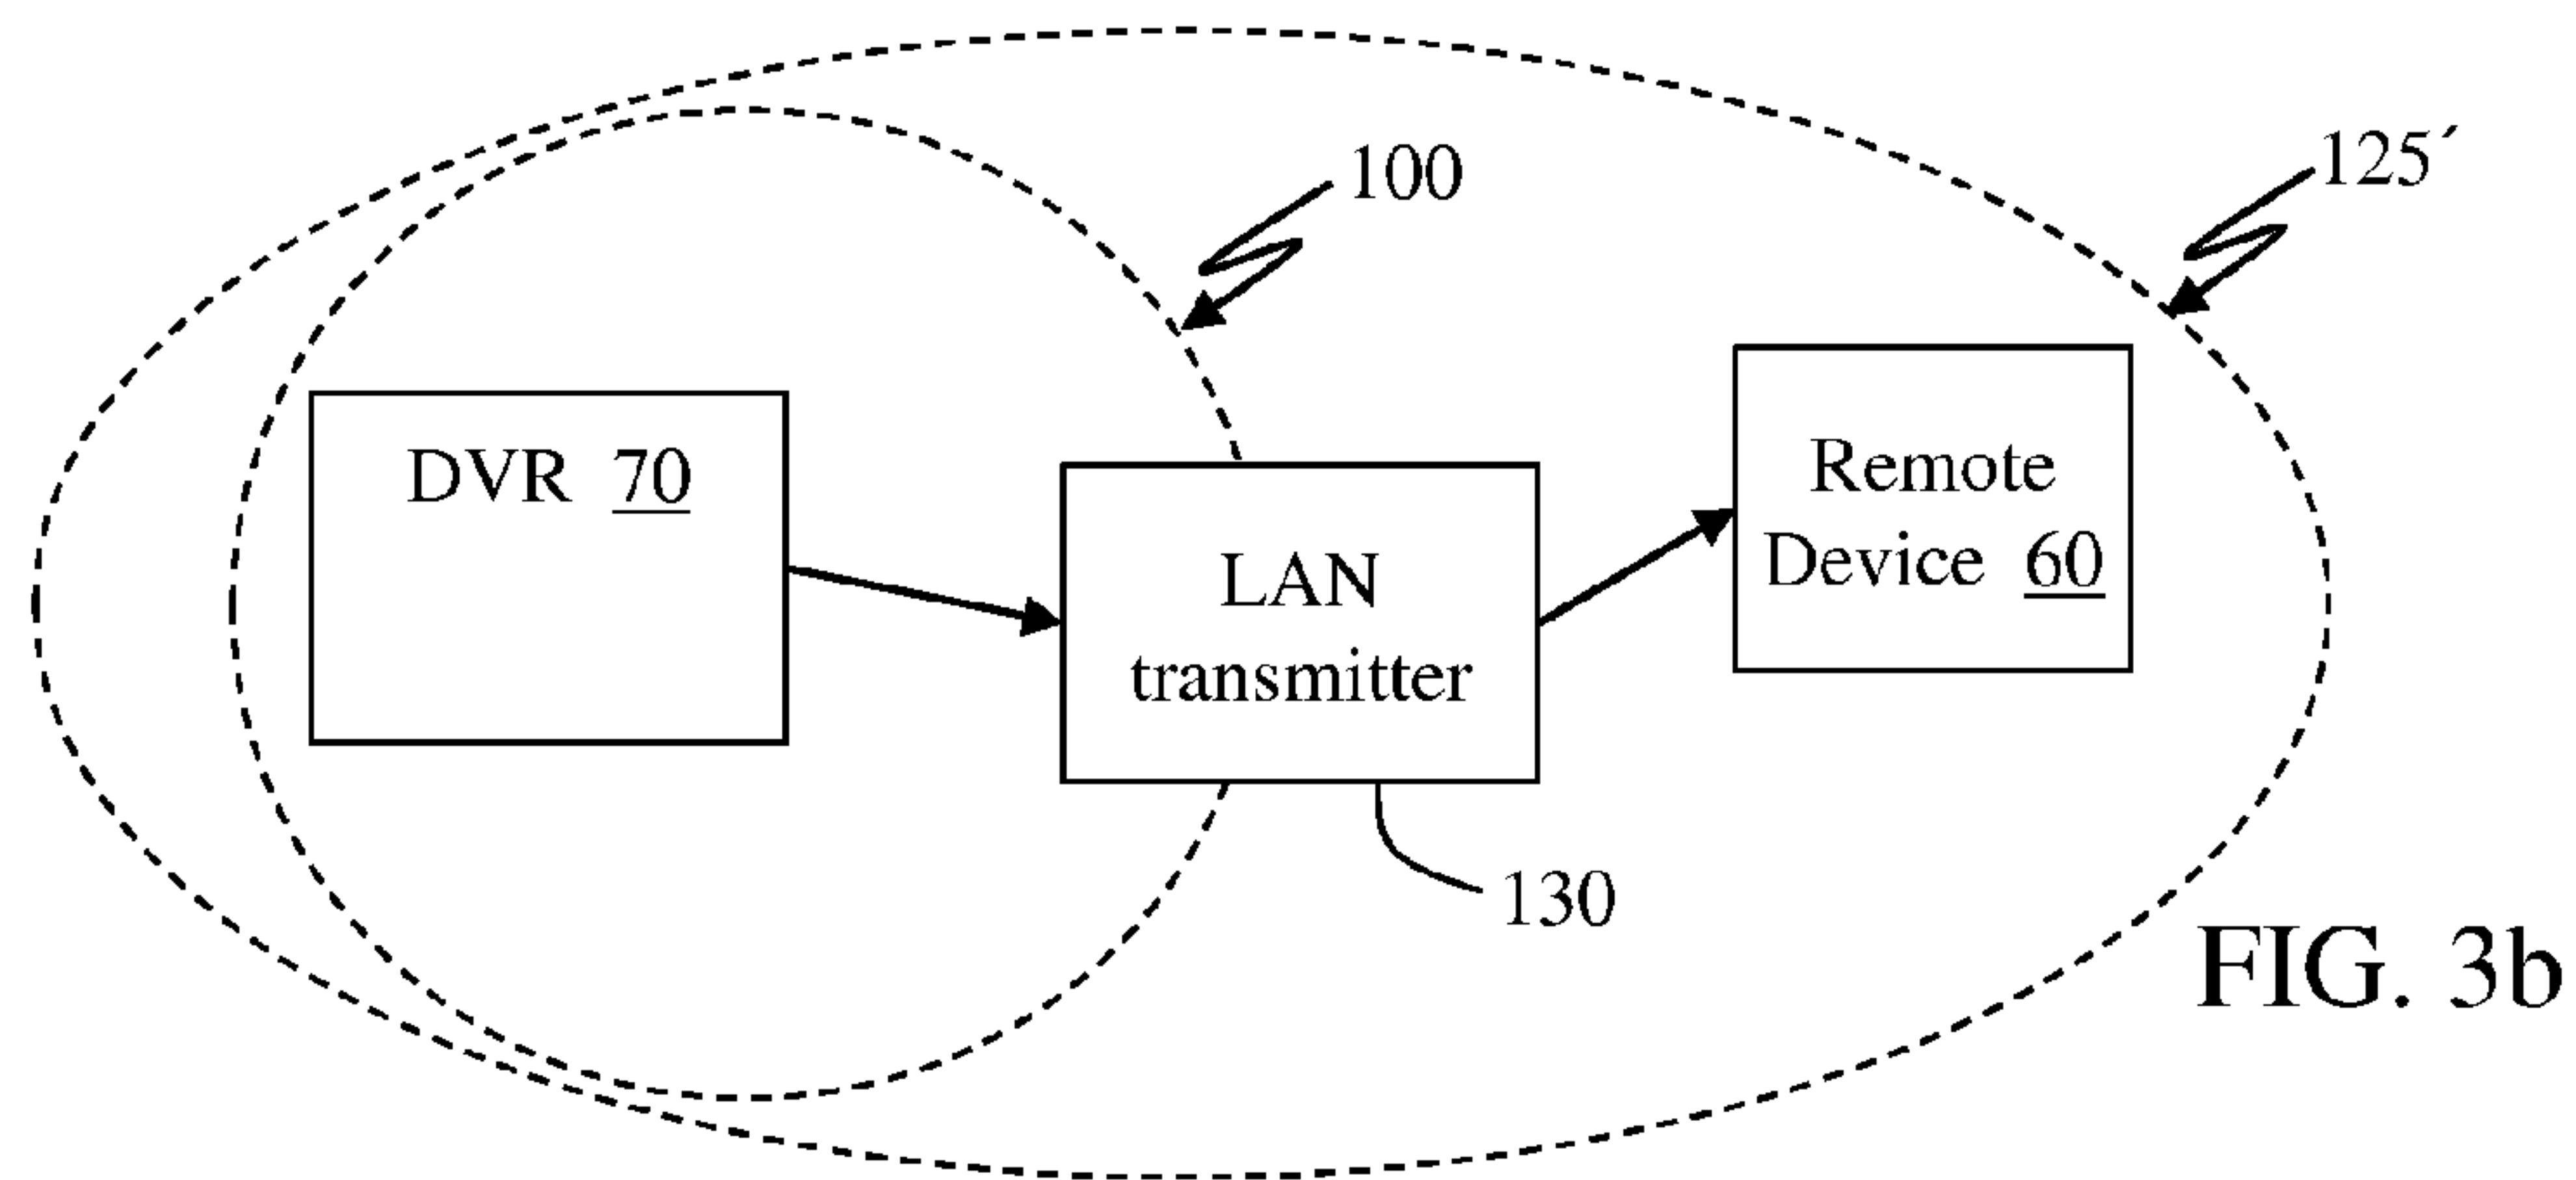 100
125´
DVR 70
Remote
Device 60
LAN
transmitter
130
FIG. 3b